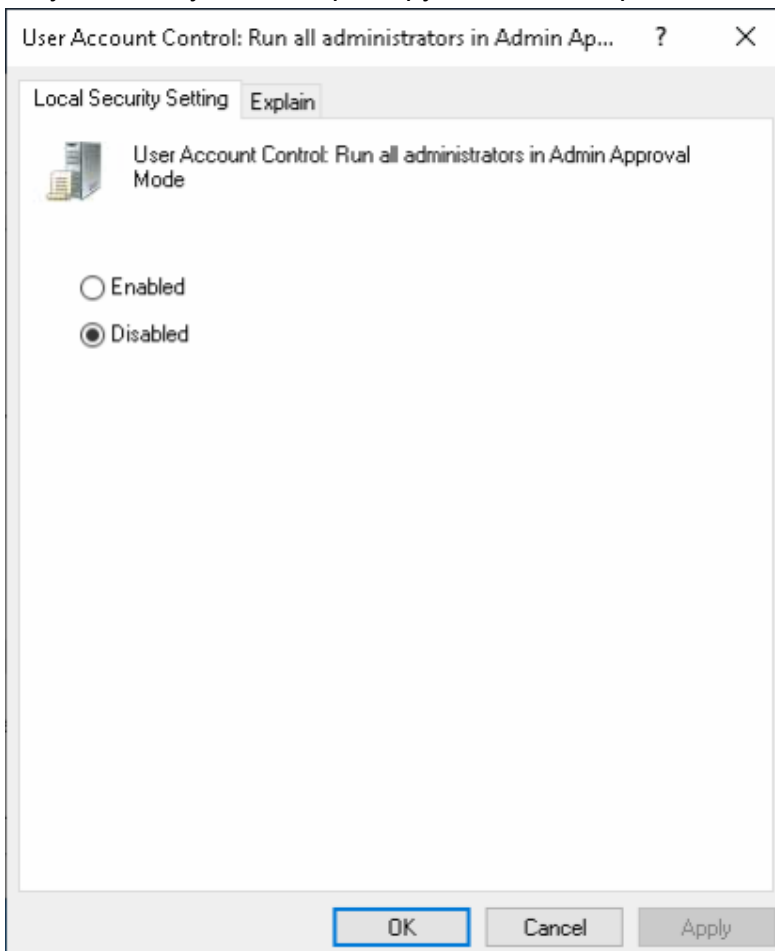 User Account Control: Run all administrators in Admin Ap... ? ×
Local Security Setting Explain
User Account Control: Run all administrators in Admin Approval
Mode
Enabled
Disabled
OK Cancel Apply